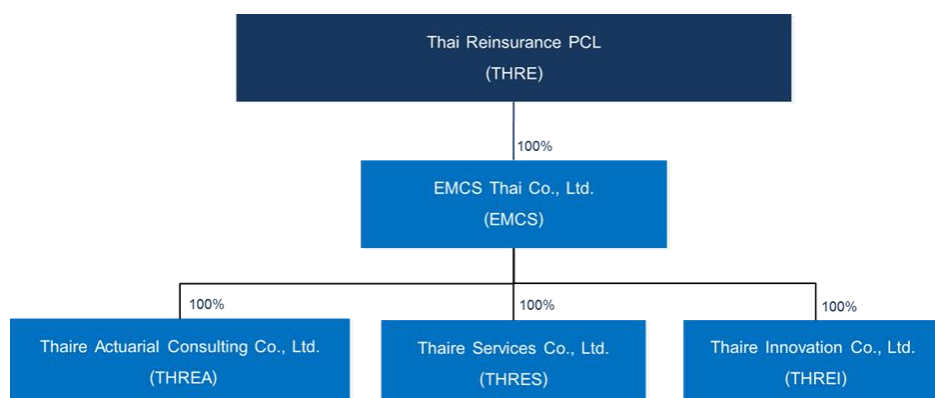 Thai Reinsurance PCL
(THRE)
100%
EMCS Thai Co., Ltd.
(EMCS)
100%
100%
100%
Thaire Actuarial Consulting Co., Ltd.
(THREA)
Thaire Services Co., Ltd.
(THRES)
Thaire Innovation Co., Ltd.
(THREI)